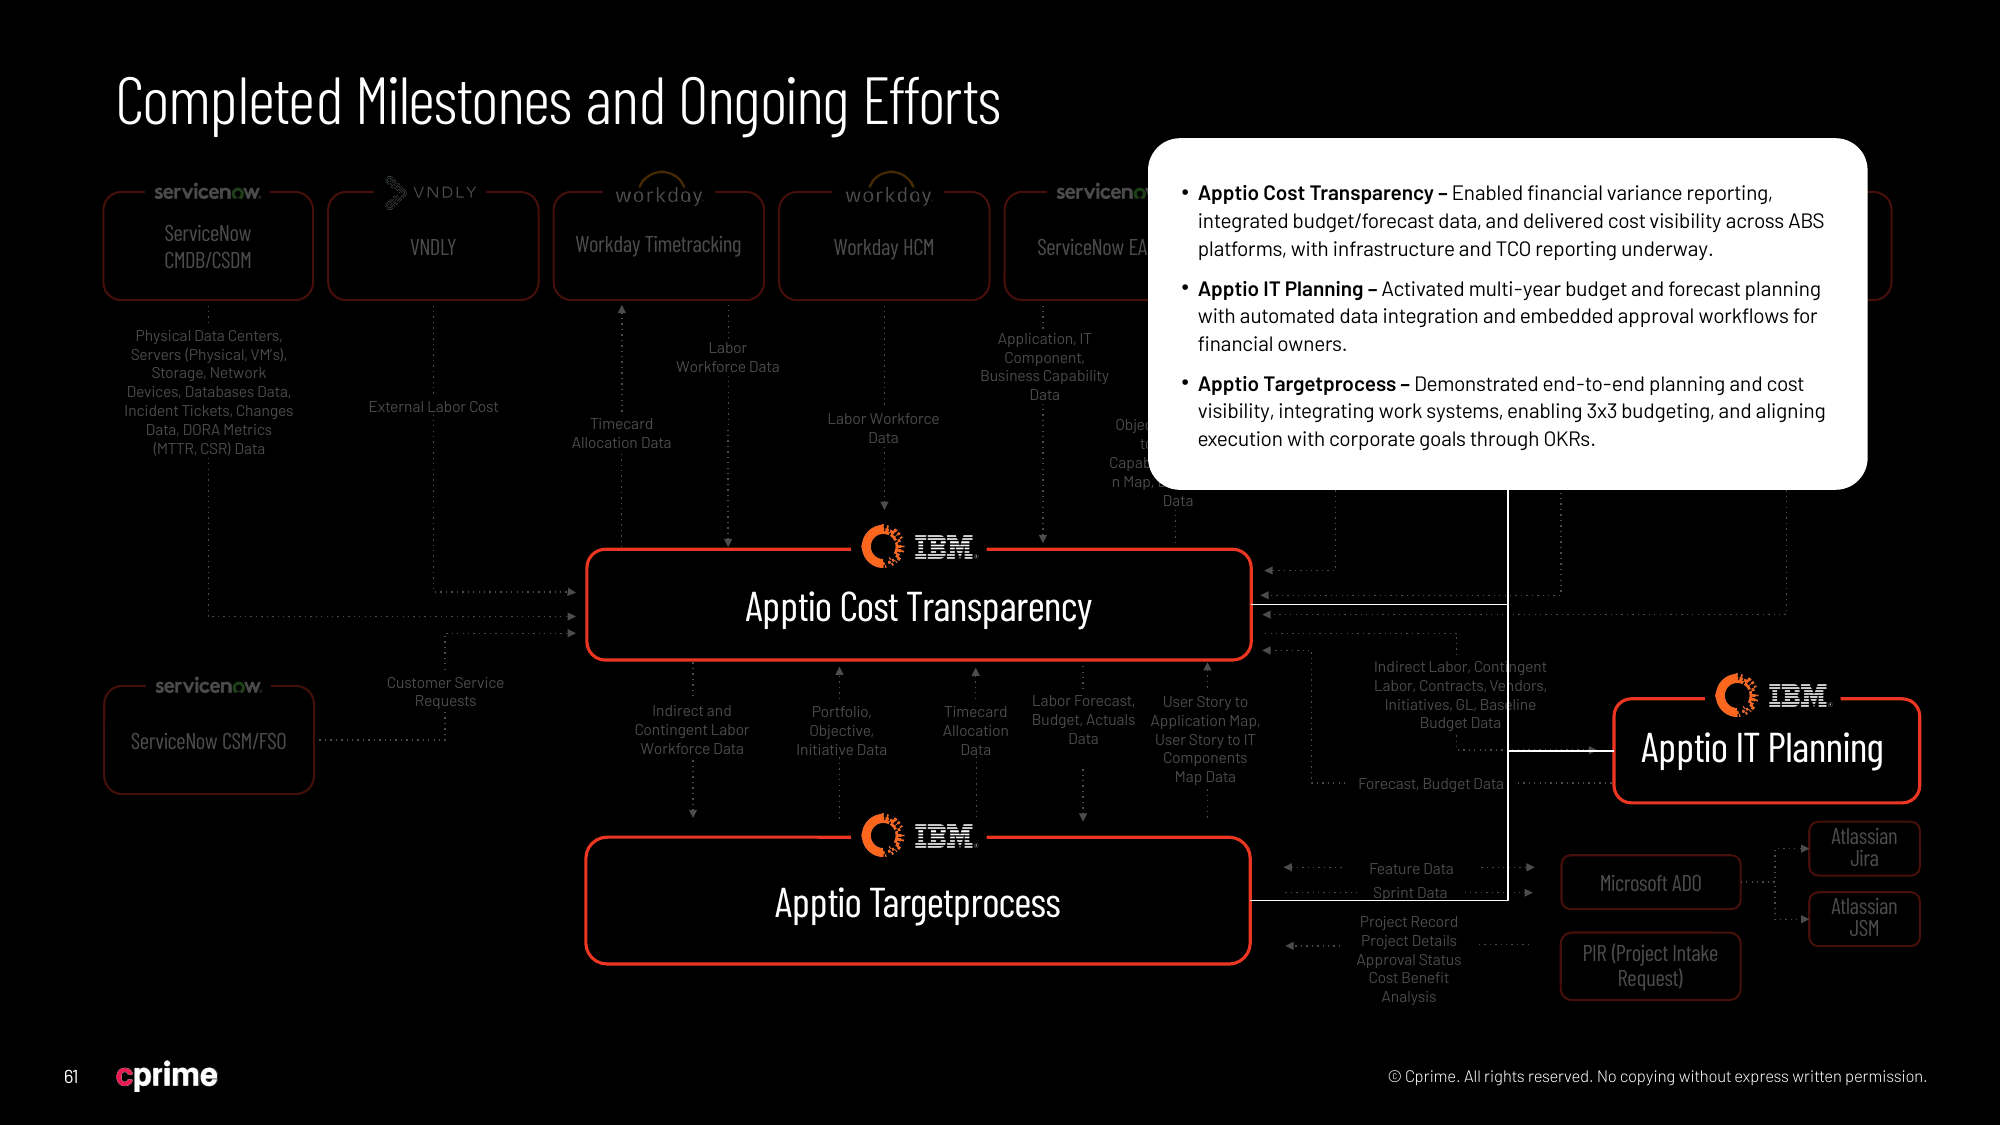 Completed Milestones and Ongoing Efforts
servicenow.
VNDLY
workday.
workday.
servicenow
ServiceNow
CMDB/CSDM
VNDLY
Workday Timetracking
Workday HCM
ServiceNow EA
• Apptio Cost Transparency – Enabled financial variance reporting,
integrated budget/forecast data, and delivered cost visibility across ABS
platforms, with infrastructure and TCO reporting underway.
• Apptio IT Planning – Activated multi-year budget and forecast planning
with automated data integration and embedded approval workflows for
financial owners.
• Apptio Targetprocess – Demonstrated end-to-end planning and cost
visibility, integrating work systems, enabling 3x3 budgeting, and aligning
execution with corporate goals through OKRs.
Physical Data Centers,
Servers (Physical, VM's),
Storage, Network
Devices, Databases Data,
Incident Tickets, Changes
Data, DORA Metrics
(MTTR, CSR) Data
External Labor Cost
Timecard
Allocation Data
Labor
Workforce Data
Labor Workforce
Data
Application, IT
Component,
Business Capability
Data
n Map,
Data
IBM
Apptio Cost Transparency
servicenow.
ServiceNow CSM/FSO
Customer Service
Requests
Indirect and
Contingent Labor
Workforce Data
Portfolio,
Objective,
Initiative Data
Timecard
Allocation
Data
Labor Forecast,
Budget, Actuals
Data
User Story to
Application Map,
User Story to IT
Components
Map Data
Indirect Labor, Contingent
Labor, Contracts, Vendors,
Initiatives, GL, Baseline
Budget Data
Forecast, Budget Data
IBM
Apptio IT Planning
IBM
Apptio Targetprocess
Feature Data
Sprint Data
Project Record
Project Details
Approval Status
Cost Benefit
Analysis
Microsoft ADO
PIR (Project Intake
Request)
Atlassian
Jira
Atlassian
JSM
61
cprime
© Cprime. All rights reserved. No copying without express written permission.